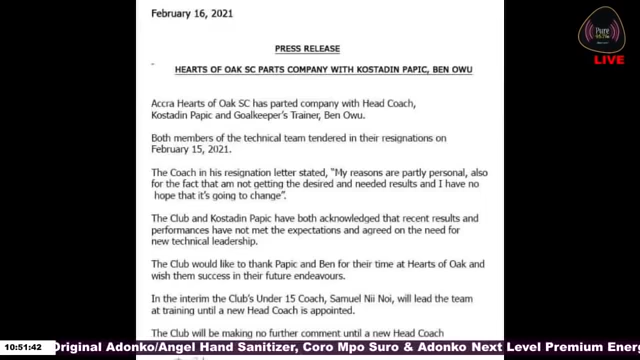 February 16, 2021
PRESS RELEASE
HEARTS OF OAK SC PARTS COMPANY WITH KOSTADIN PAPIC, BEN OWU
Accra Hearts of Oak SC has parted company with Head Coach,
Kostadin Papic and Goalkeeper's Trainer, Ben Owu.
Both members of the technical team tendered in their resignations on
February 15, 2021.
The Coach in his resignation letter stated, "My reasons are partly personal, also
for the fact that am not getting the desired and needed results and I have no
hope that it's going to change".
The Club and Kostadin Papic have both acknowledged that recent results and
performances have not met the expectations and agreed on the need for
new technical leadership.
The Club would like to thank Papic and Ben for their time at Hearts of Oak and
wish them success in their future endeavours.
In the interim the Club's Under 15 Coach, Samuel Nii Noi, will lead the team
at training until a new Head Coach is appointed.
The Club will be making no further comment until a new Head Coach
Pure
LIVE
10:51:42
Original Adonko/Angel Hand Sanitizer, Coro Mpo Suro & Adonko Next Level Premium Energ